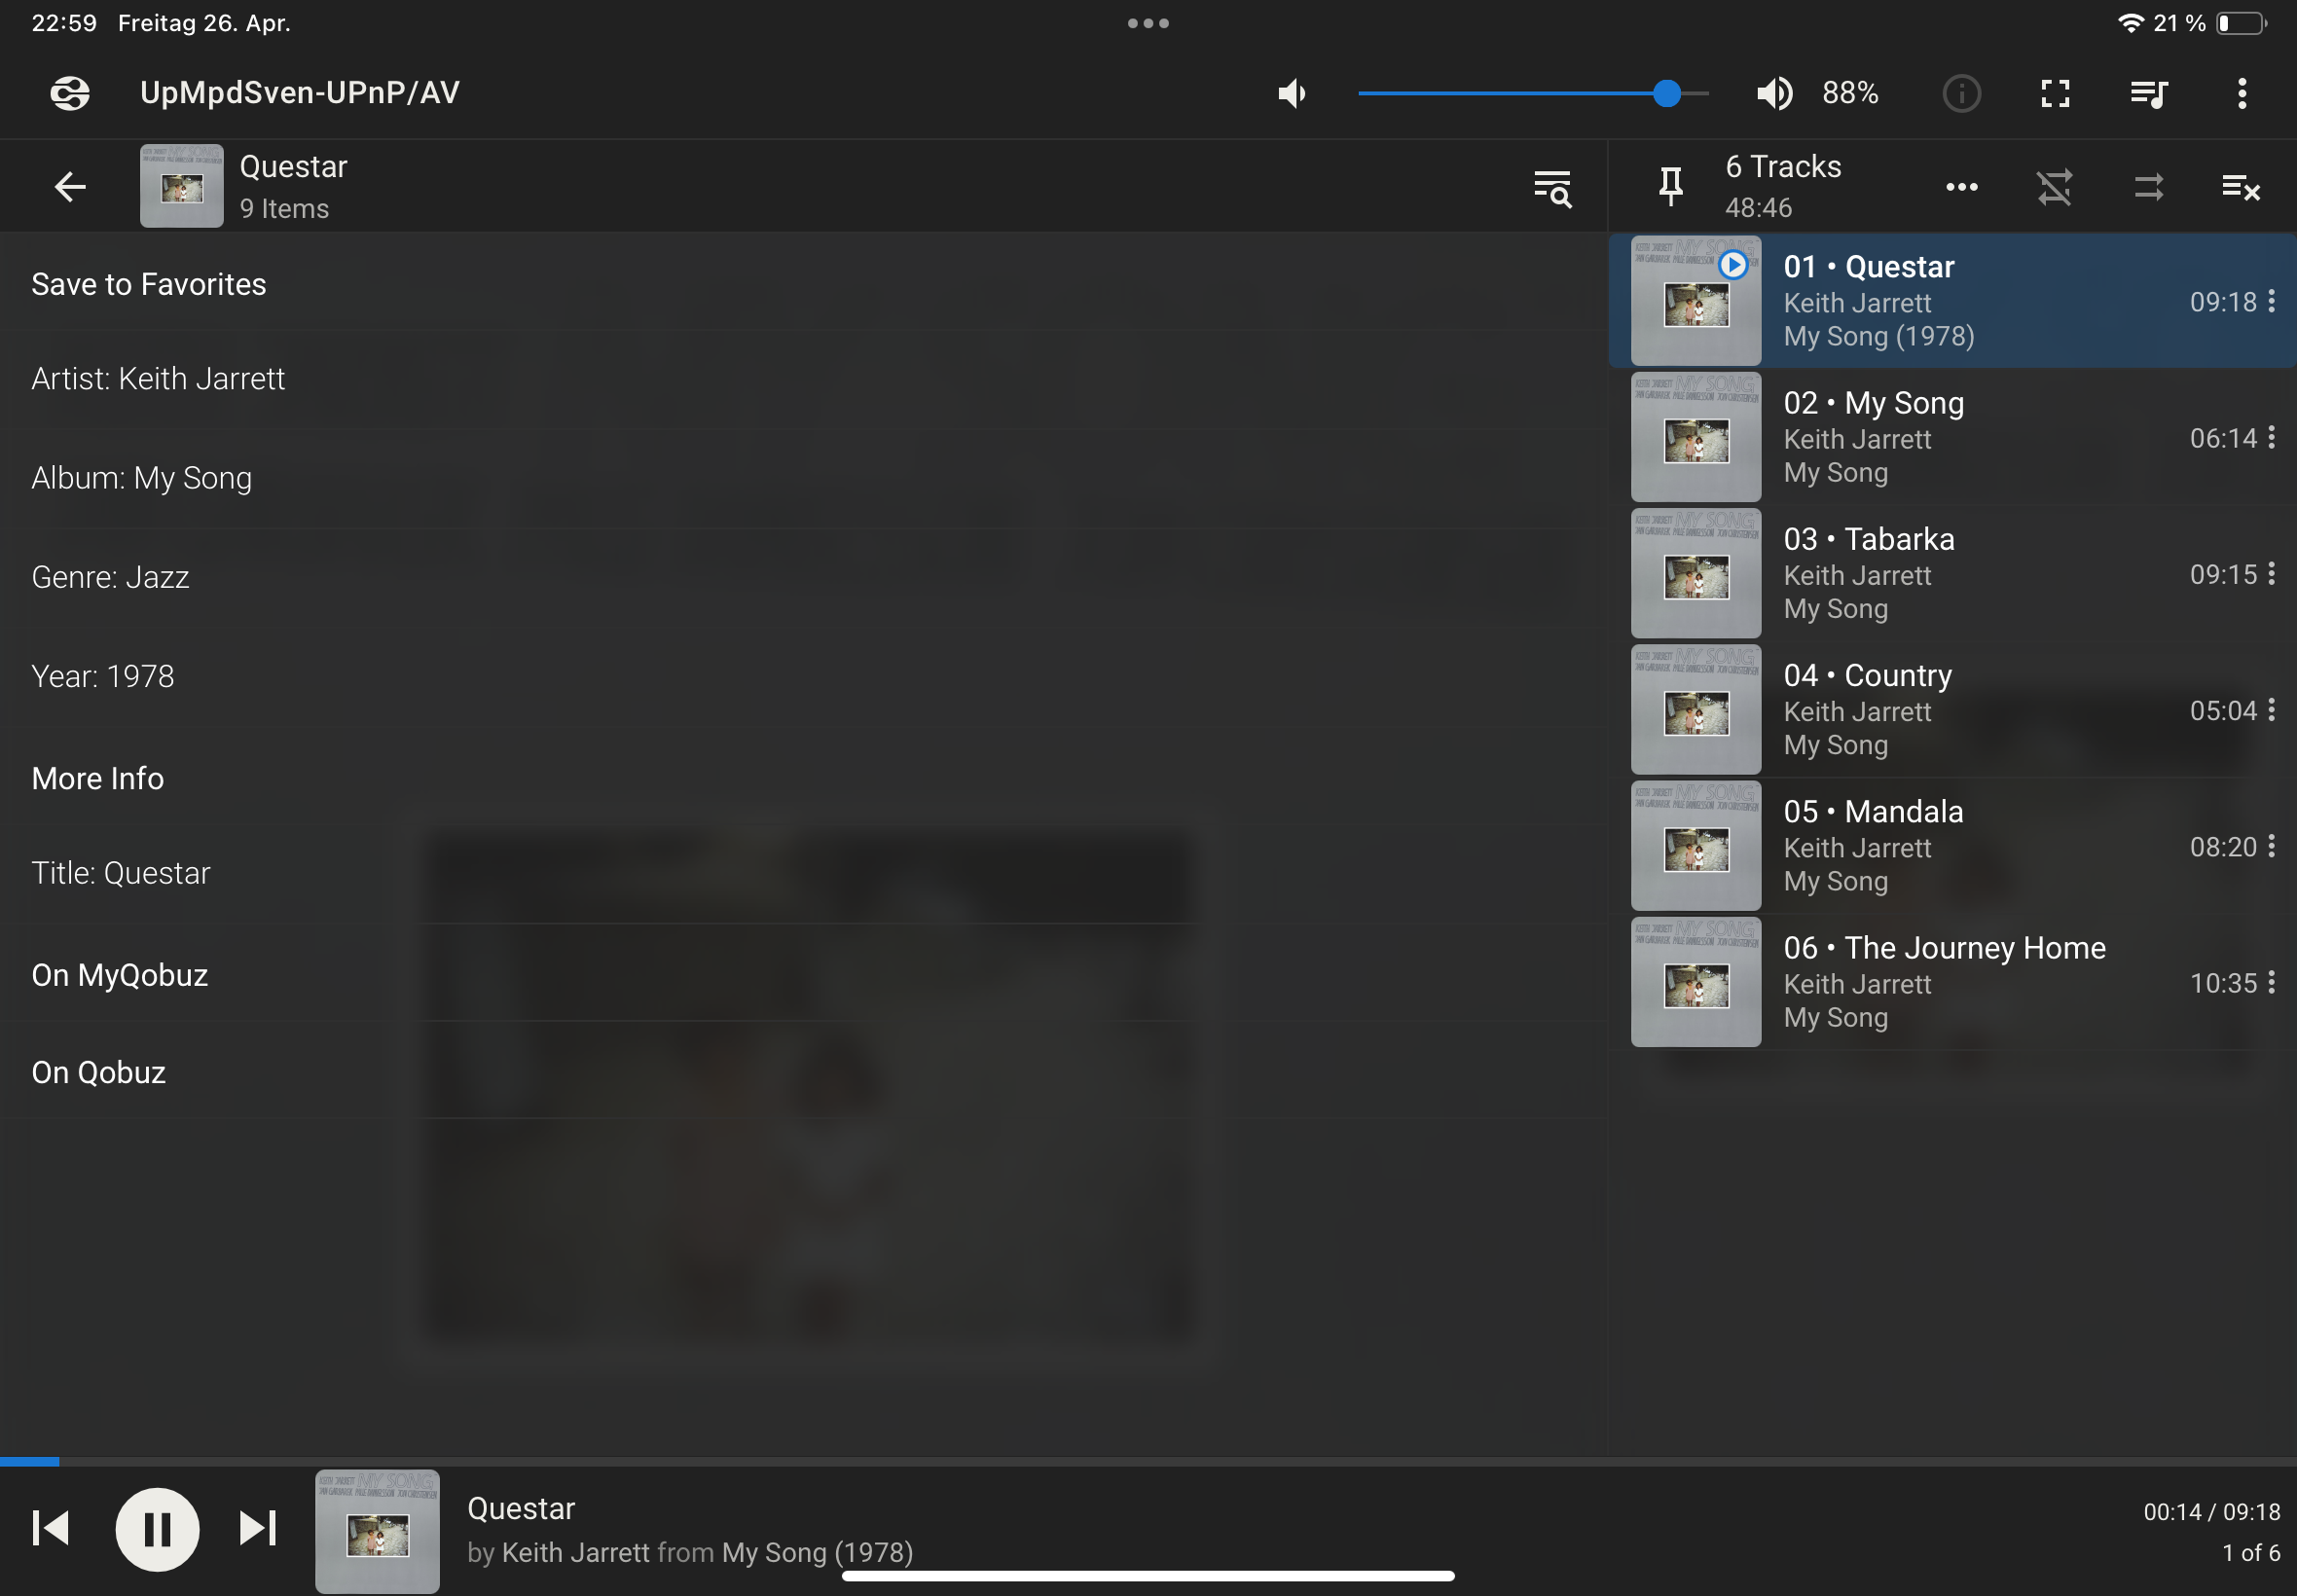 22:59 Freitag 26. Apr.
21 %
UpMpdSven-UPnP/AV
88%
Questar
9 Items
6 Tracks
48:46
Save to Favorites
Artist: Keith Jarrett
Album: My Song
Genre: Jazz
Year: 1978
More Info
Title: Questar
On MyQobuz
On Qobuz
01 • Questar
Keith Jarrett
My Song (1978)
09:18
02 • My Song
Keith Jarrett
My Song
06:14
03 • Tabarka
Keith Jarrett
My Song
09:15
04 • Country
Keith Jarrett
My Song
05:04
05 • Mandala
Keith Jarrett
My Song
08:20
06 • The Journey Home
Keith Jarrett
My Song
10:35
KEITH JARRETT MY SONG
Questar
by Keith Jarrett from My Song (1978)
00:14 / 09:18
1 of 6